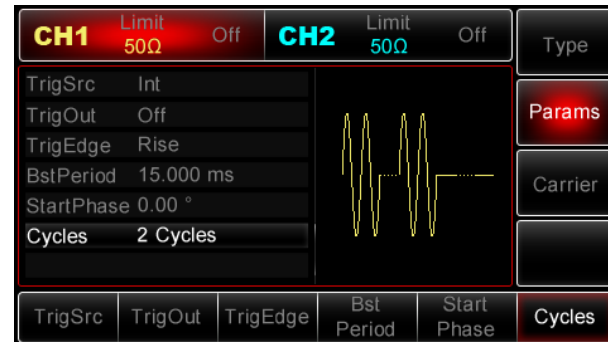 CH1 Limit 50Ω Off CH2 Limit 50Ω Off
Type
TrigSrc Int
TrigOut Off
TrigEdge Rise
BstPeriod 15.000 ms
StartPhase 0.00 °
Cycles 2 Cycles
Params
Carrier
TrigSrc TrigOut TrigEdge Bst Period Start Phase Cycles